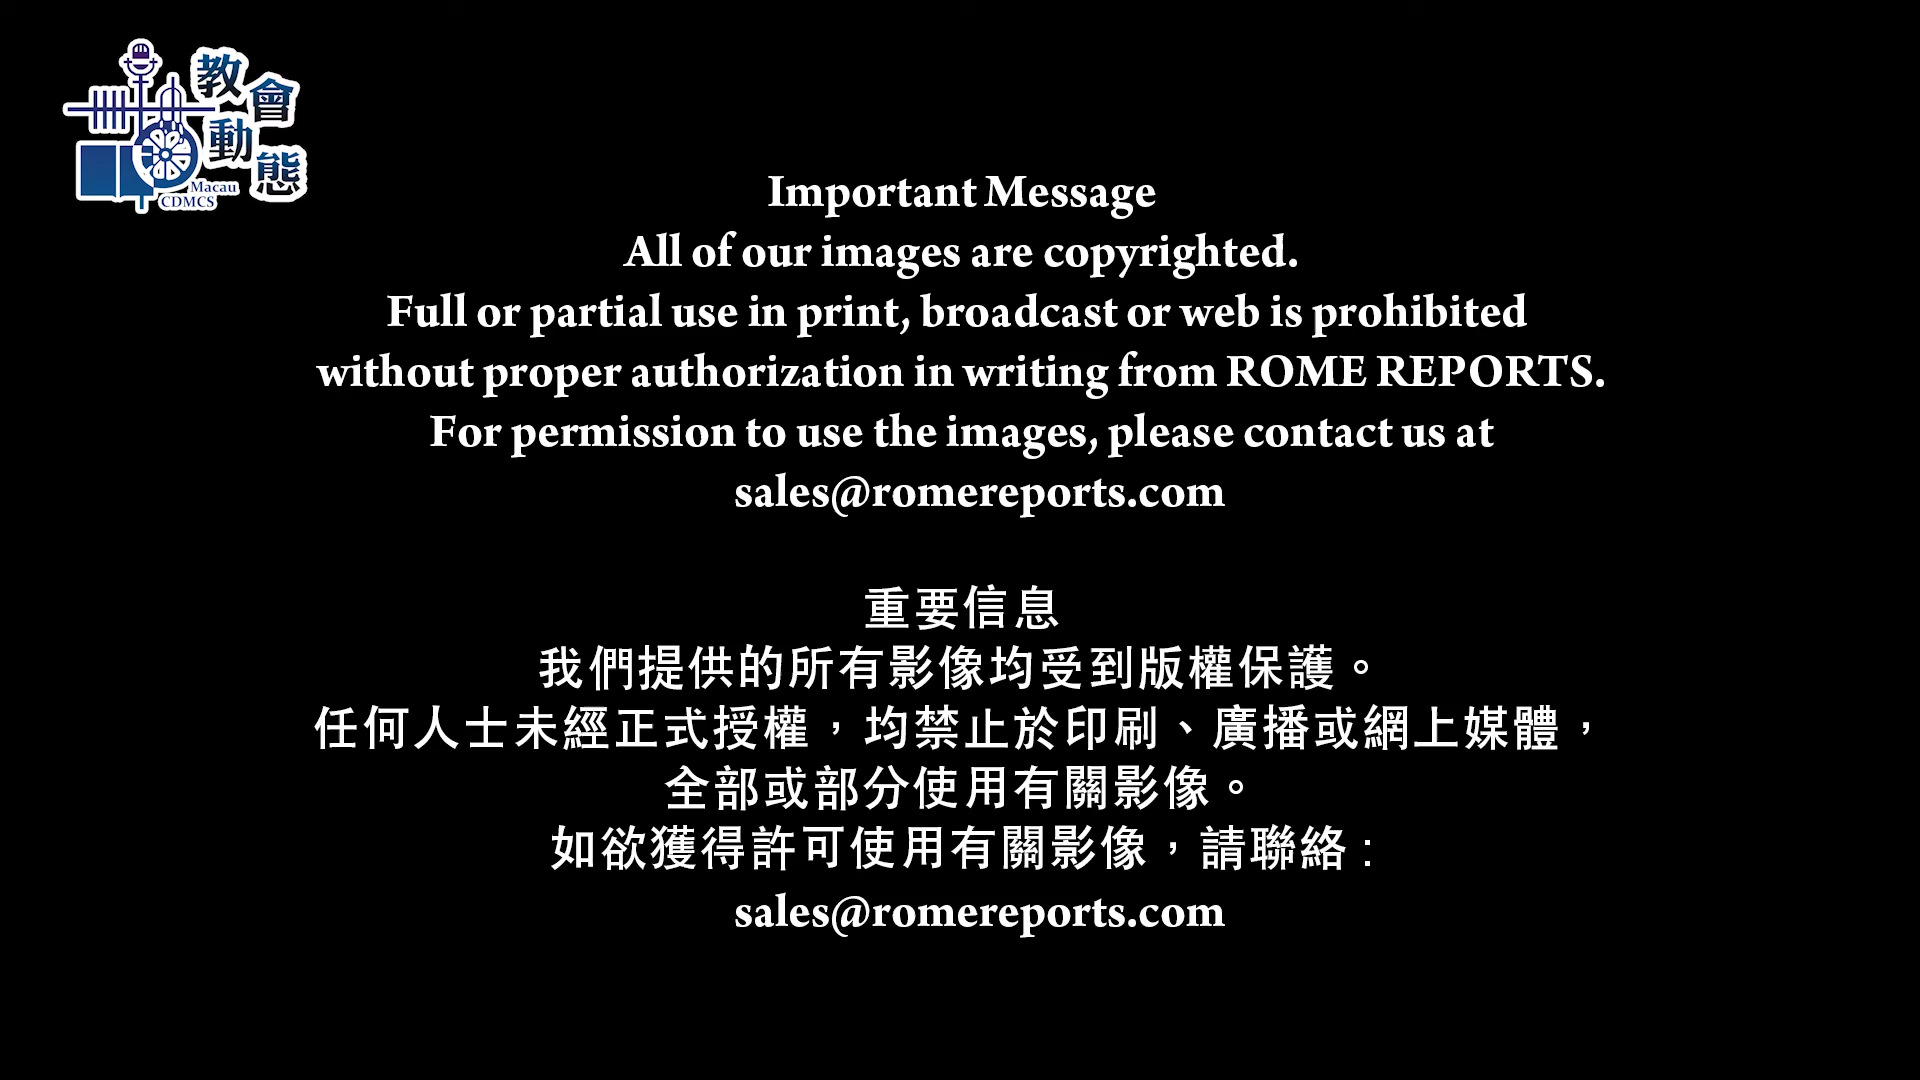 教會動態
Macau
CDMCS
Important Message
All of our images are copyrighted.
Full or partial use in print, broadcast or web is prohibited
without proper authorization in writing from ROME REPORTS.
For permission to use the images, please contact us at
sales@romereports.com
重要信息
我們提供的所有影像均受到版權保護。
任何人士未經正式授權，均禁止於印刷、廣播或網上媒體，
全部或部分使用有關影像。
如欲獲得許可使用有關影像，請聯絡：
sales@romereports.com